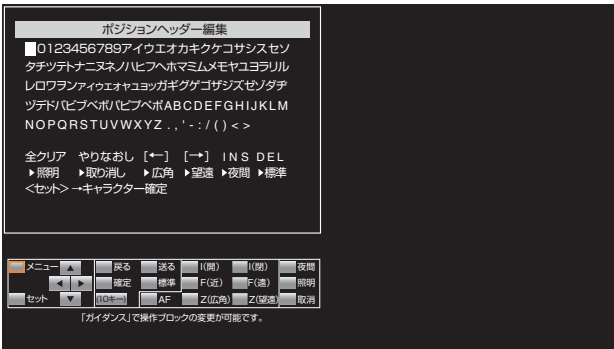 ポジションヘッダー編集
0123456789アイウエオカキクケコサシスセソ
タチツテトナニヌネノハヒフヘホマミムメモヤユヨラリル
レロワヲンァィゥェォャュョッガギグゲゴザジズゼゾダヂ
ヅデドバビブベボパピプペポABCDEFGHIJKLM
NOPQRSTUVWXYZ.,'-:/()<>
全クリア やりなおし [←] [→] INS DEL
▶照明 ▶取り消し ▶広角 ▶望遠 ▶夜間 ▶標準
<セット>→キャラクター確定
メニュー ▲ 戻る 送る I(開) I(閉) 夜間
◀ ▶ 確定 標準 F(近) F(遠) 照明
セット ▼ (10キー) AF Z(広角) Z(望遠) 取消
「ガイダンス」で操作ブロックの変更が可能です。